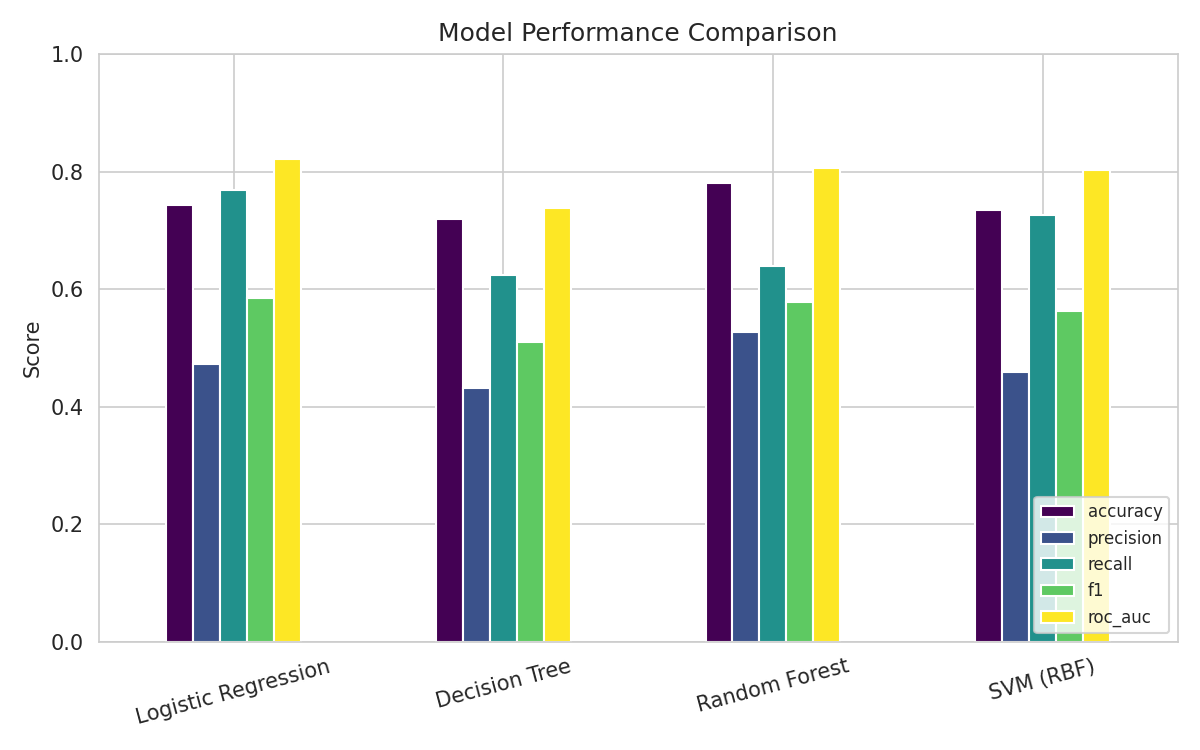 Model Performance Comparison
1.0
0.8
0.6
0.4
0.2
0.0
Score
Logistic Regression
Decision Tree
Random Forest
SVM (RBF)
accuracy
precision
recall
f1
roc_auc